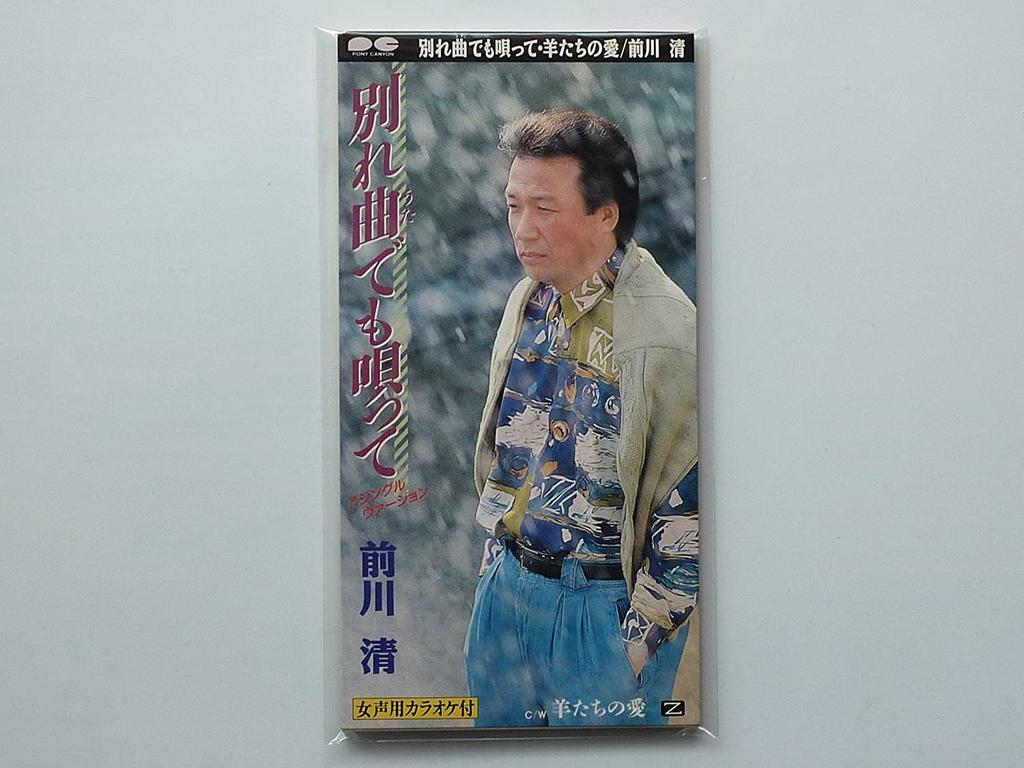 PONY CANYON
別れ曲でも唄って・羊たちの愛/前川 清
別れ曲でも唄って
うた
シングル
ヴァージョン
前川 清
女声用カラオケ付
C/W 羊たちの愛
Z